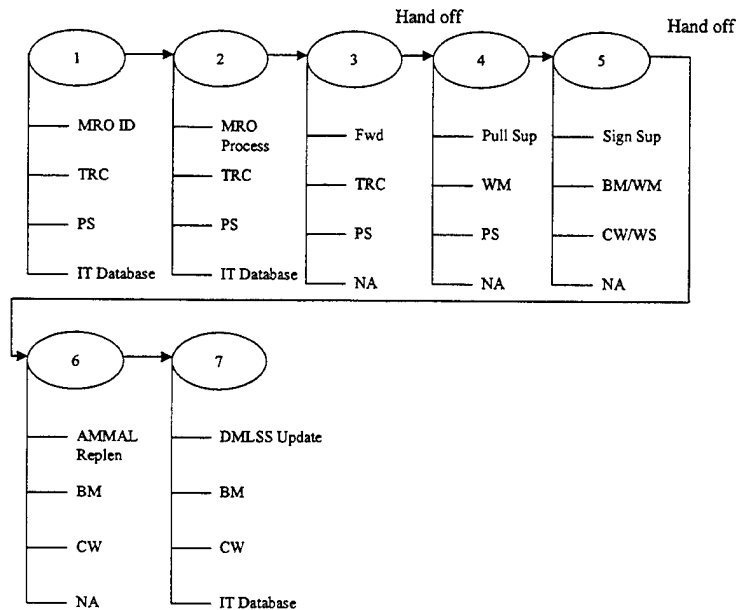 Hand off
Hand off
1
2
3
4
5
MRO ID
TRC
PS
IT Database
MRO
Process
TRC
PS
IT Database
Fwd
TRC
PS
NA
Pull Sup
WM
PS
NA
Sign Sup
BM/WM
CW/WS
NA
6
7
AMMAL
Replen
BM
CW
NA
DMLSS Update
BM
CW
IT Database